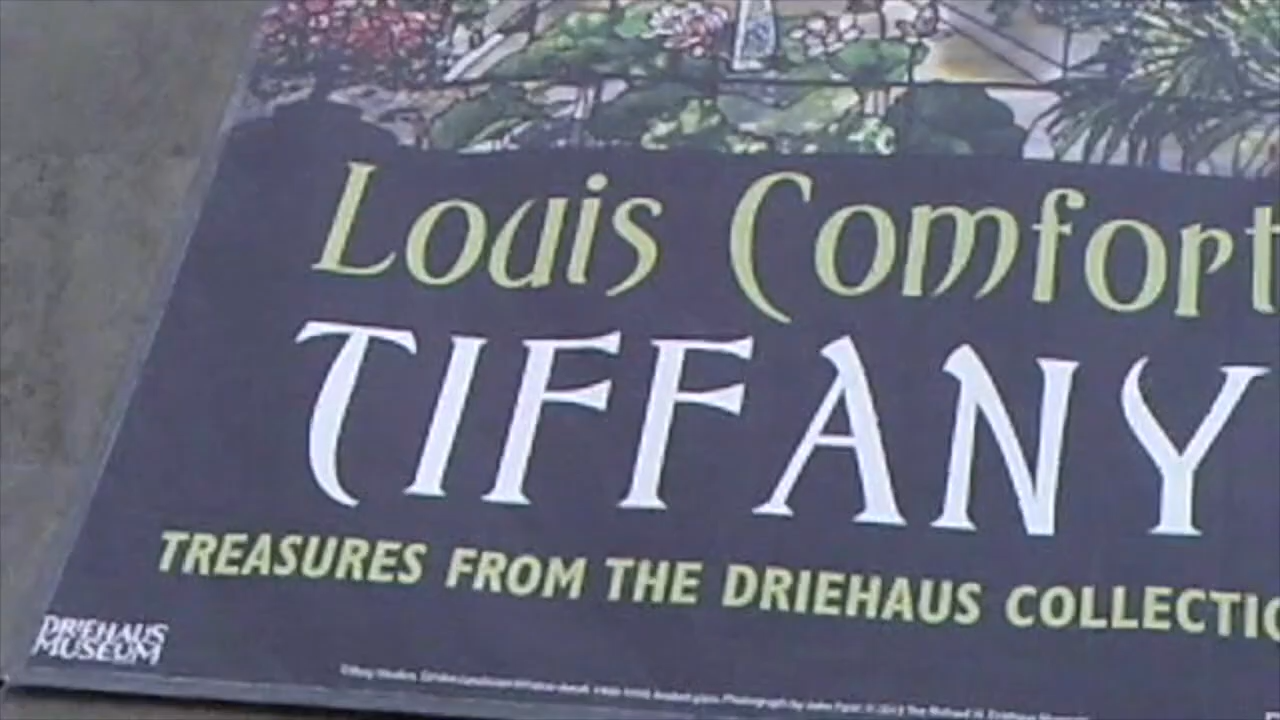 Louis Comfort
TIFFANY
TREASURES FROM THE DRIEHAUS COLLECTIO
DRIEHAUS
MUSEUM